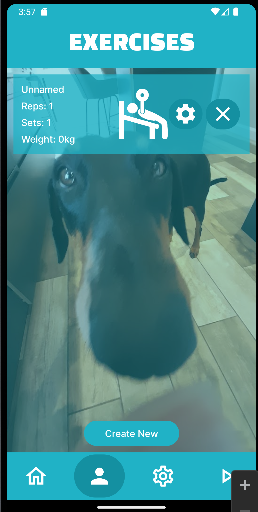 3:57
EXERCISES
Unnamed
Reps: 1
Sets: 1
Weight: 0kg
Create New